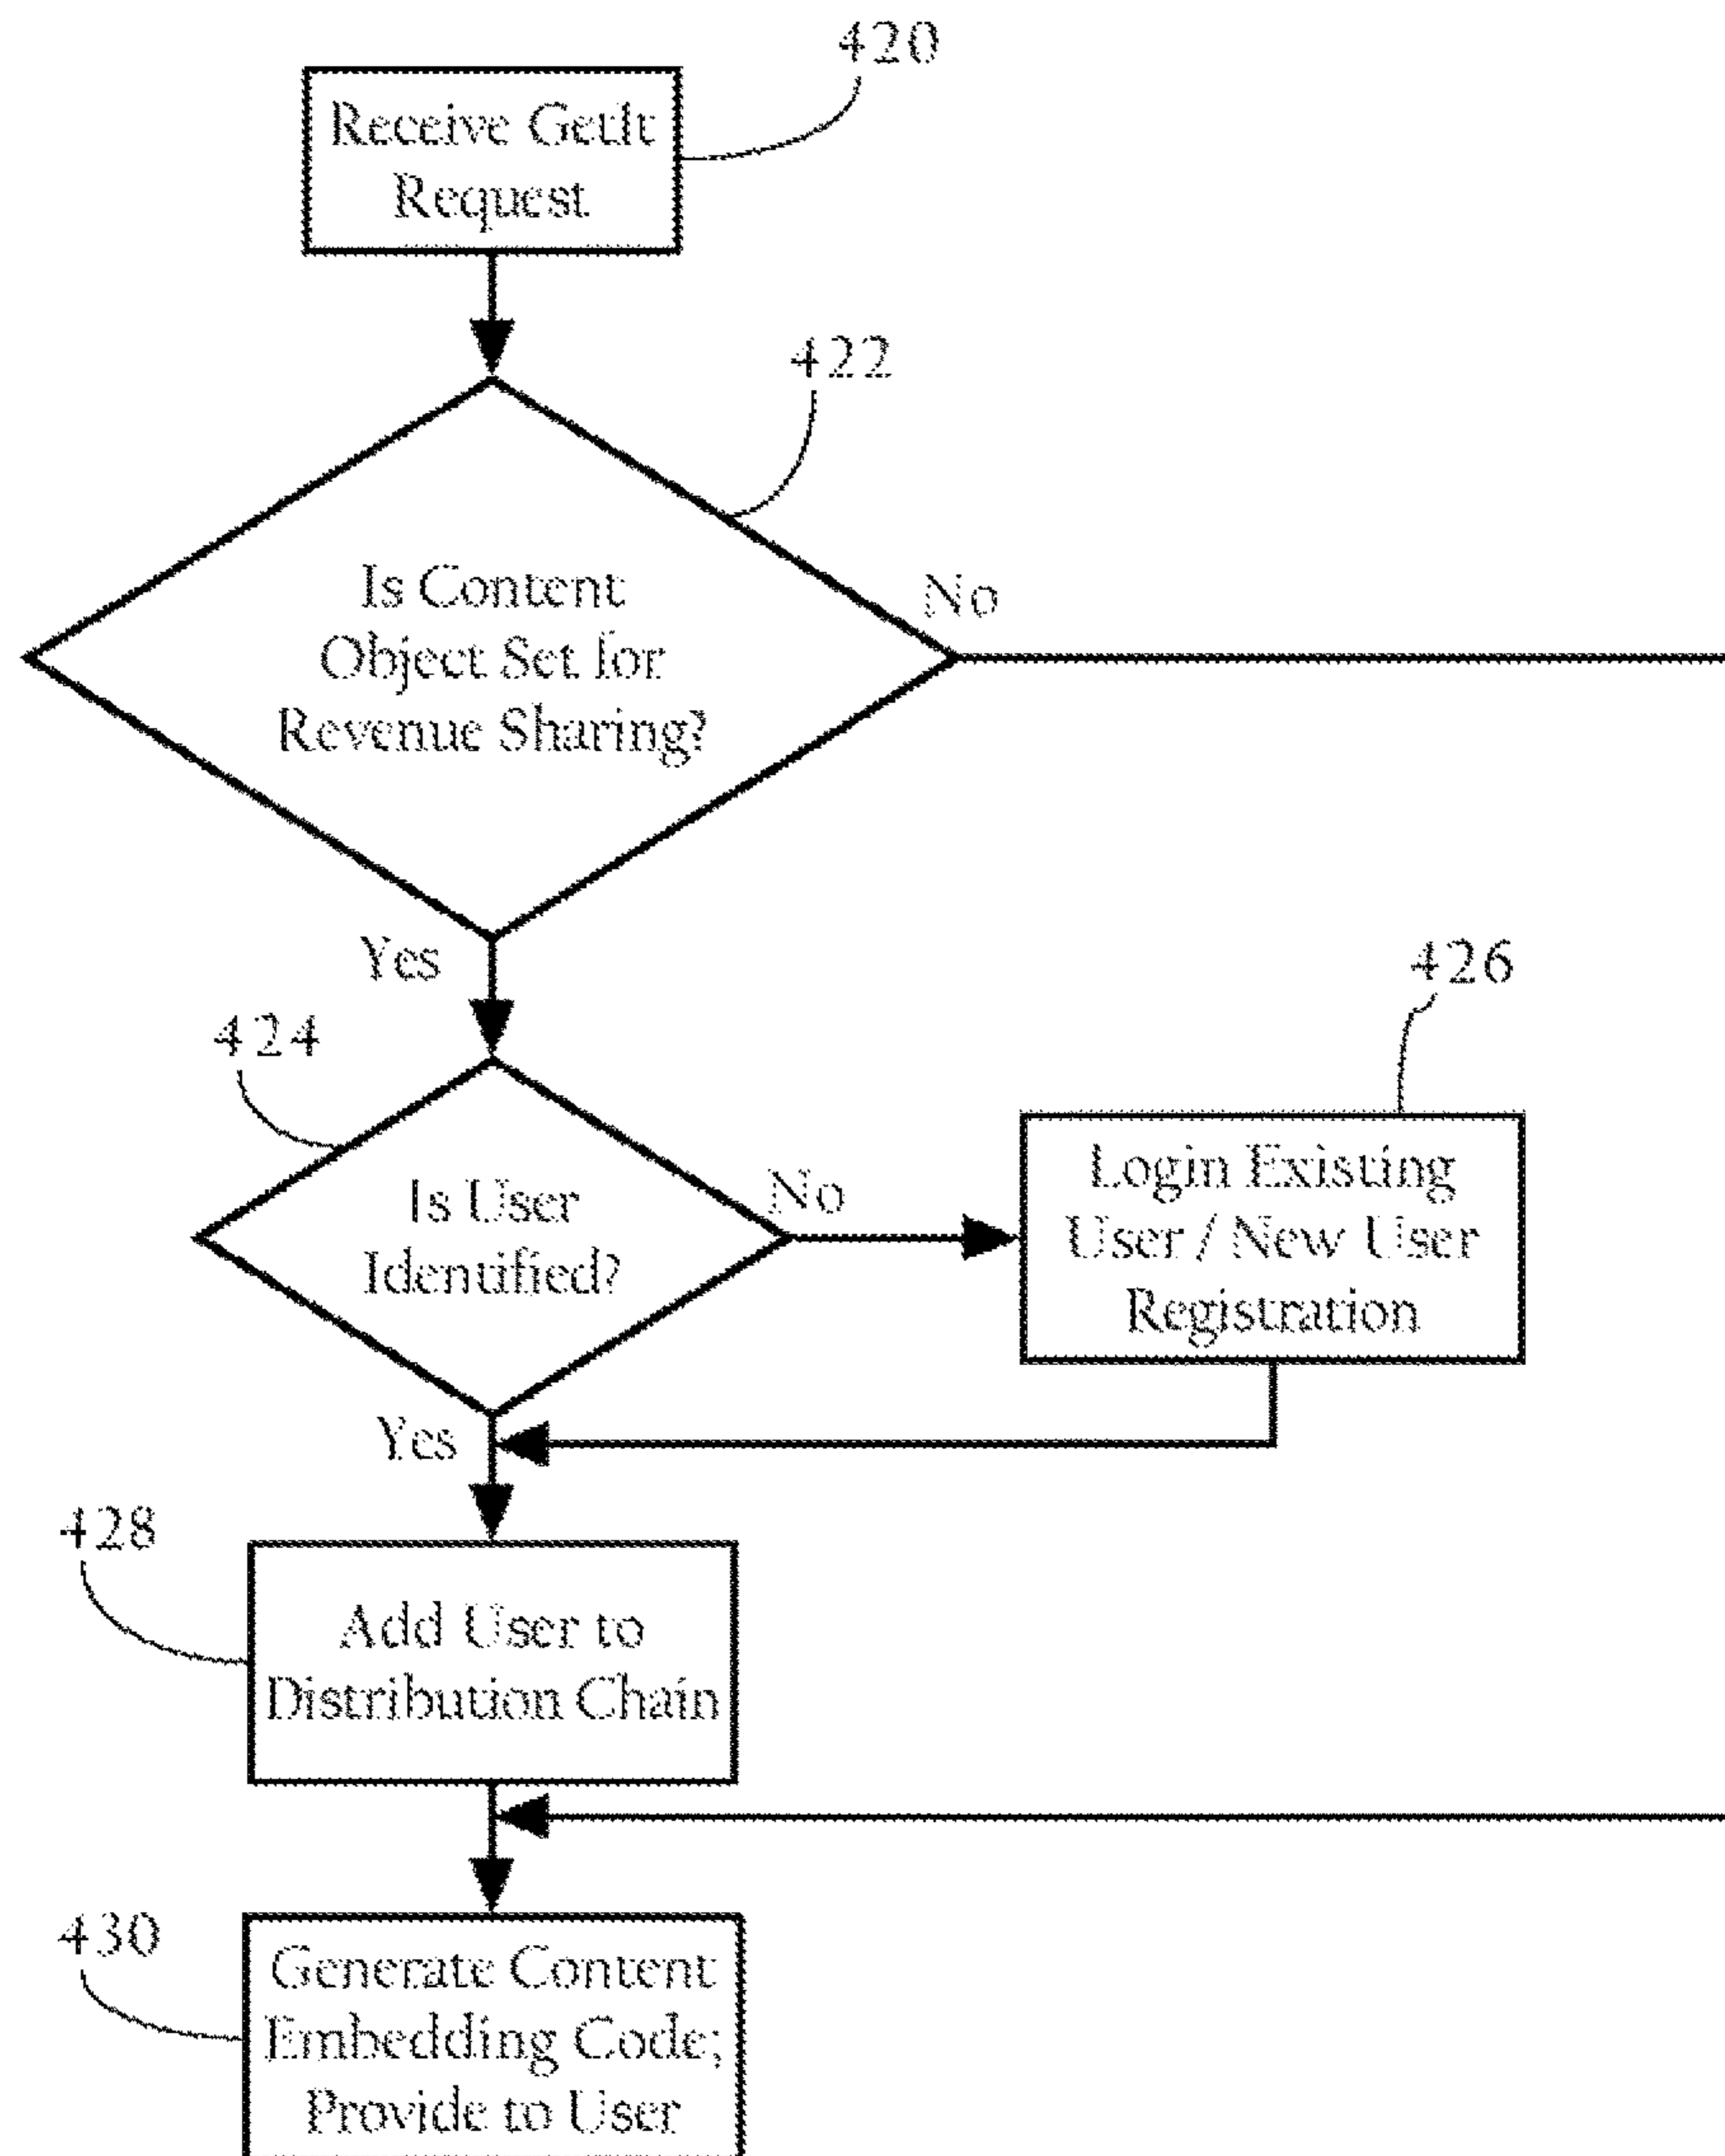 420
Receive GetIt
Request
422
Is Content
Object Set for
Revenue Sharing?
No
Yes
424
426
Is User
Identified?
No
Login Existing
User / New User
Registration
Yes
428
Add User to
Distribution Chain
430
Generate Content
Embedding Code;
Provide to User